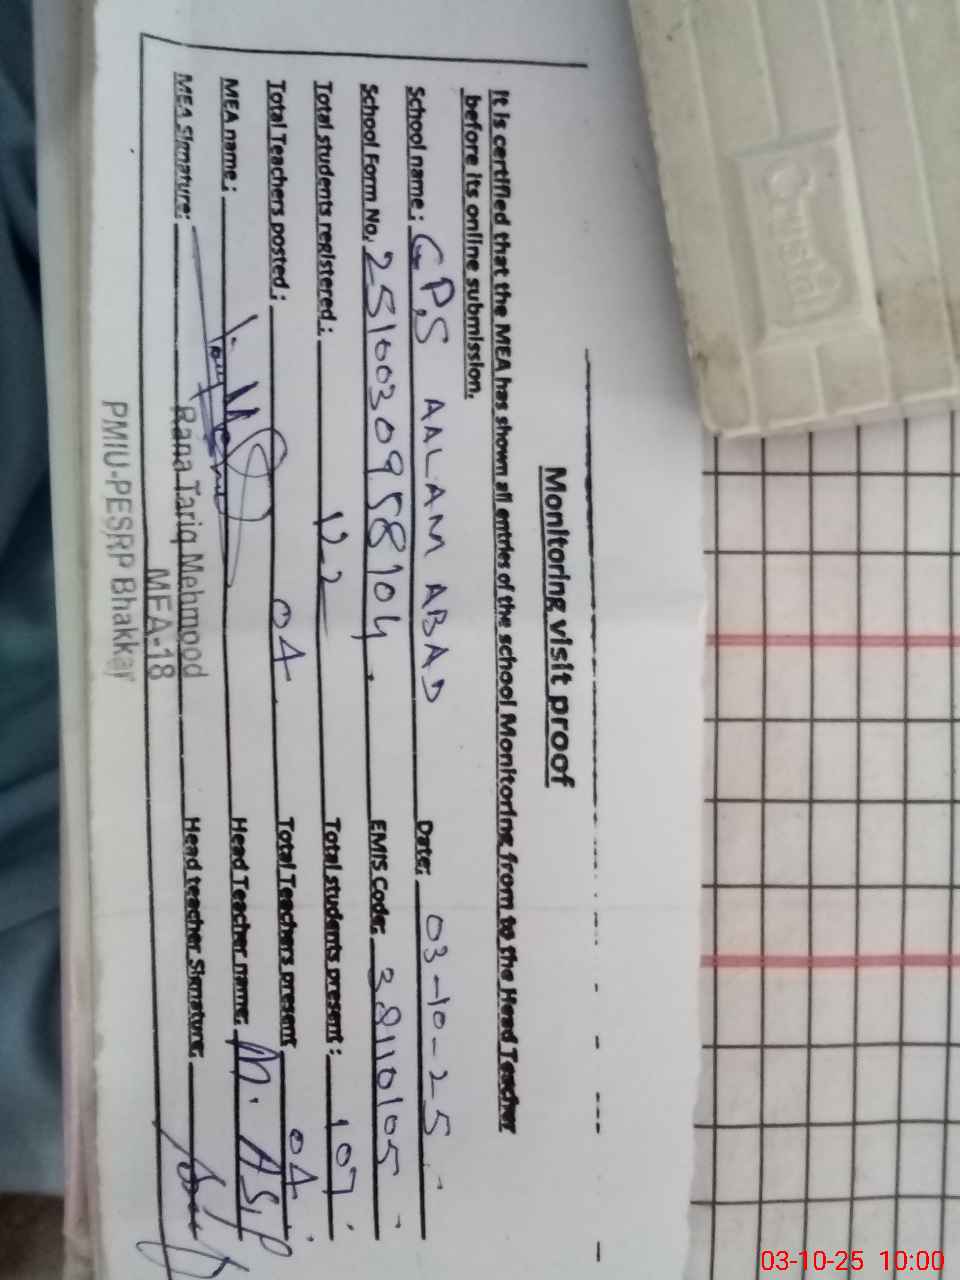 Crystal
Monitoring visit proof
It is certified that the MEA has shown all entries of the school Monitoring from to the Head Teacher
before its online submission.
School name: G.P.S AALAM ABAD Date: 03-10-25
School Form No. 2510030958104 EMIS Code: 38110105
Total students registered: 122 Total students present: 107
Total Teachers posted: 04 Total Teachers present 04
MEA name: Head Teacher name: M. ASIF
MEA Signature: Head teacher Signature:
Rana Tariq Mehmood
MEA-18
PMIU-PESRP Bhakkar
03-10-25 10:00